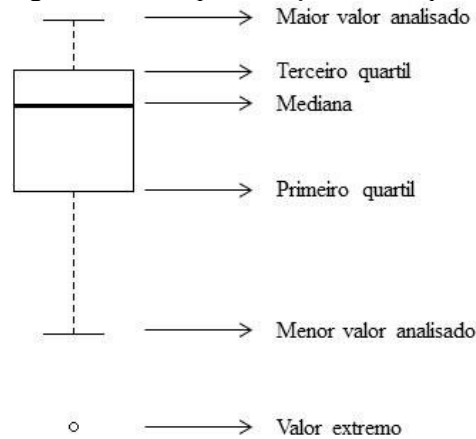 Maior valor analisado
Terceiro quartil
Mediana
Primeiro quartil
Menor valor analisado
Valor extremo